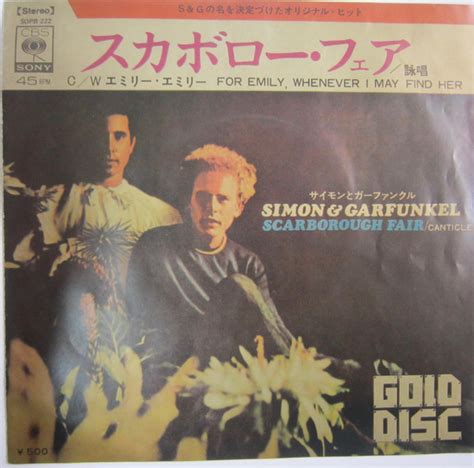 [Stereo]
SOPB 222
CBS
SONY
45RPM
S&Gの名を決定づけたオリジナル・ヒット
スカボロー・フェア/詠唱
C/W エミリー・エミリー FOR EMILY, WHENEVER I MAY FIND HER
サイモンとガーファンクル
SIMON & GARFUNKEL
SCARBOROUGH FAIR/CANTICLE
GOLD
DISC
¥500